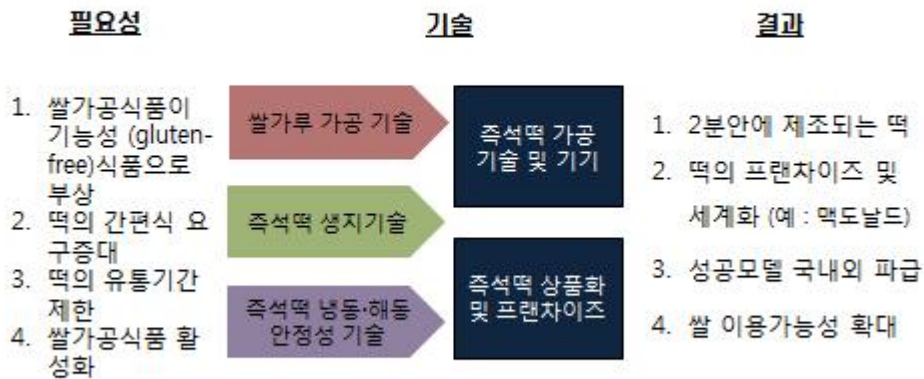 필요성
기술
결과
1. 쌀가공식품이
기능성 (gluten-
free)식품으로
부상
2. 떡의 간편식 요
구증대
3. 떡의 유통기간
제한
4. 쌀가공식품 활
성화
쌀가루 가공 기술
즉석떡 생지기술
즉석떡 냉동·해동
안정성 기술
즉석떡 가공
기술 및 기기
즉석떡 상품화
및 프랜차이즈
1. 2분안에 제조되는 떡
2. 떡의 프랜차이즈 및
세계화 (예 : 맥도날드)
3. 성공모델 국내외 파급
4. 쌀 이용가능성 확대